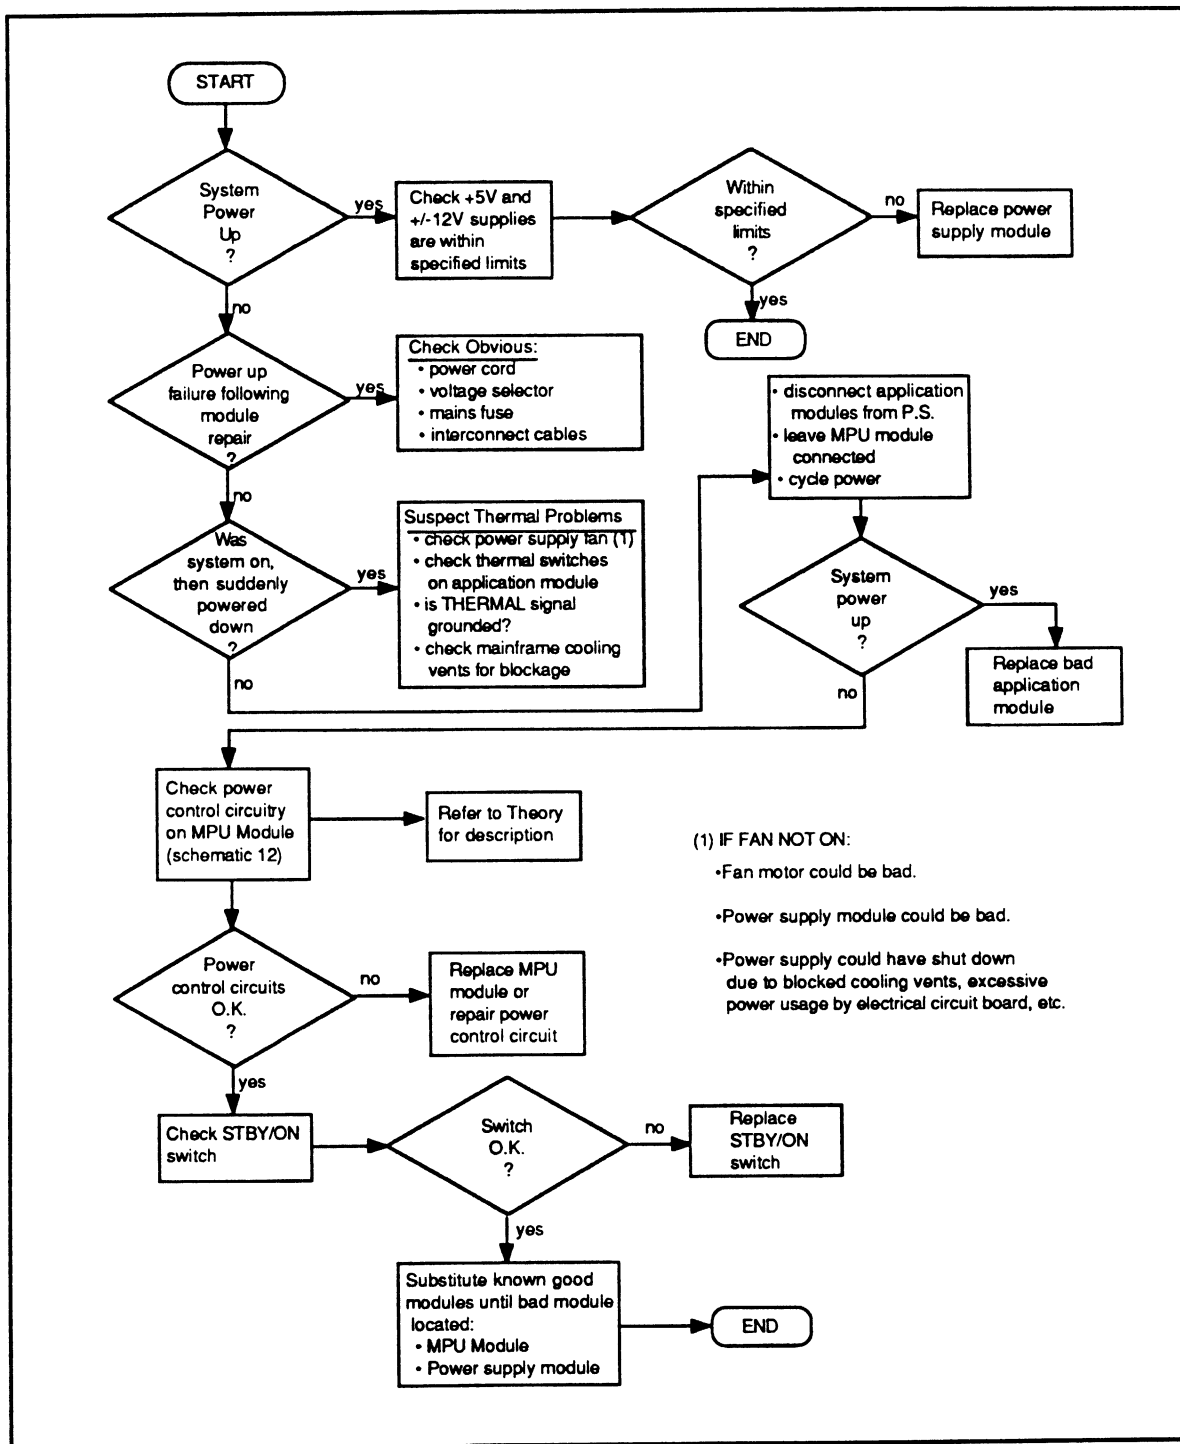 START
System
Power
Up
?
yes
Check +5V and
+/-12V supplies
are within
specified limits
Within
specified
limits
?
no
Replace power
supply module
yes
END
no
Power up
failure following
module
repair
?
yes
Check Obvious:
• power cord
• voltage selector
• mains fuse
• interconnect cables
• disconnect application
modules from P.S.
• leave MPU module
connected
• cycle power
no
Was
system on,
then suddenly
powered
down
?
yes
Suspect Thermal Problems
• check power supply fan (1)
• check thermal switches
on application module
• is THERMAL signal
grounded?
• check mainframe cooling
vents for blockage
System
power
up
?
yes
Replace bad
application
module
no
no
Check power
control circuitry
on MPU Module
(schematic 12)
Refer to Theory
for description
(1) IF FAN NOT ON:
•Fan motor could be bad.
•Power supply module could be bad.
•Power supply could have shut down
due to blocked cooling vents, excessive
power usage by electrical circuit board, etc.
Power
control circuits
O.K.
?
no
Replace MPU
module or
repair power
control circuit
yes
Check STBY/ON
switch
Switch
O.K.
?
no
Replace
STBY/ON
switch
yes
Substitute known good
modules until bad module
located:
• MPU Module
• Power supply module
END